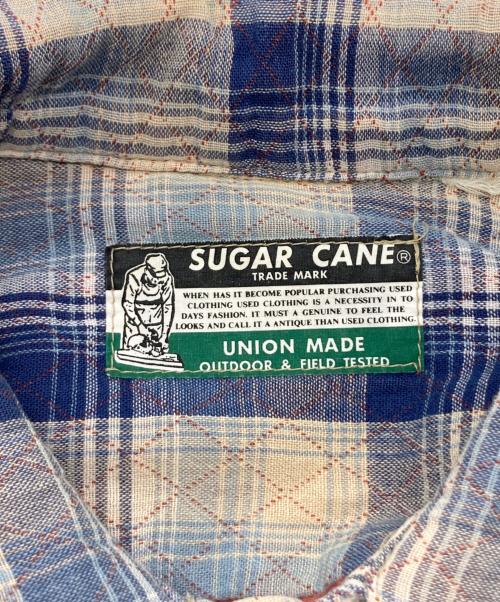 SUGAR CANE®
TRADE MARK
WHEN HAS IT BECOME POPULAR PURCHASING USED
CLOTHING USED CLOTHING IS A NECESSITY IN TO
DAYS FASHION. IT MUST A GENUINE TO FEEL THE
LOOKS AND CALL IT A ANTIQUE THAN USED CLOTHING.
UNION MADE
OUTDOOR & FIELD TESTED